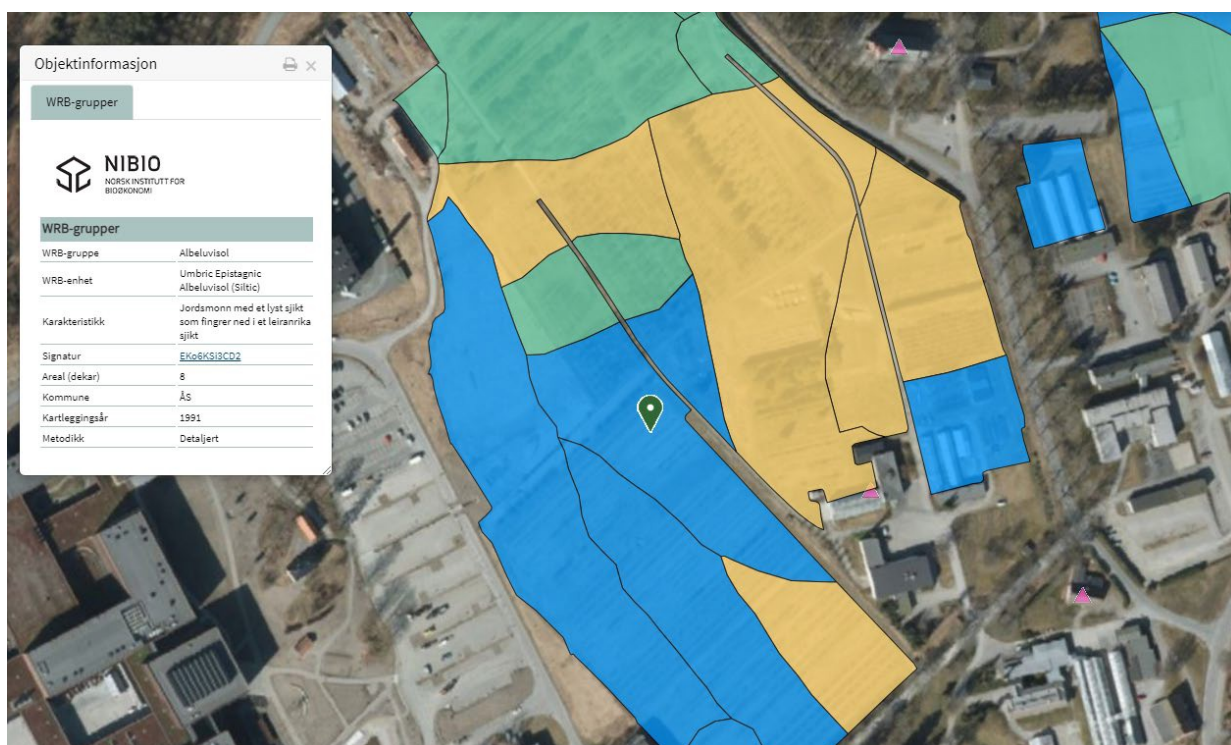 Objektinformasjon
WRB-grupper
NIBIO
NORSK INSTITUTT FOR
BIOØKONOMI
WRB-grupper
WRB-gruppe Albeluvisol
WRB-enhet Umbric Epistagnic
Albeluvisol (Siltic)
Karakteristikk Jordsmonn med et lyst sjikt
som fingrer ned i et leiranrika
sjikt
Signatur EKo6KSi3CD2
Areal (dekar) 8
Kommune ÅS
Kartleggingsår 1991
Metodikk Detaljert